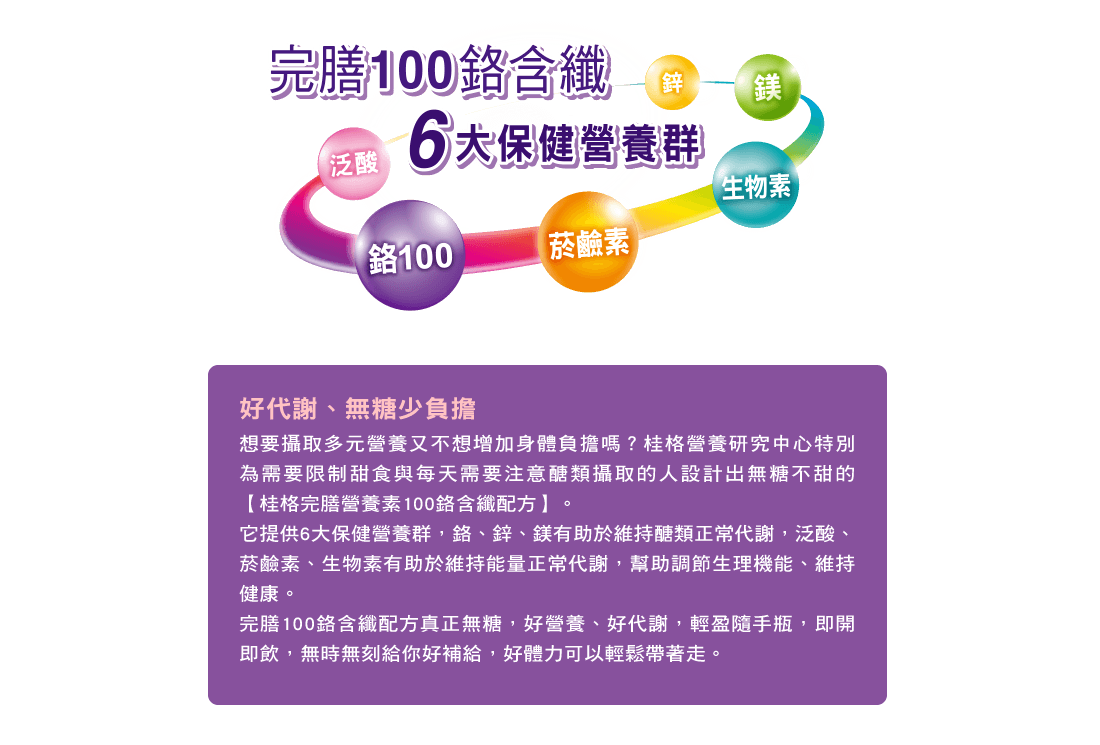 完膳100鉻含纖
6大保健營養群
鋅
鎂
泛酸
生物素
鉻100
菸鹼素
好代謝、無糖少負擔
想要攝取多元營養又不想增加身體負擔嗎？桂格營養研究中心特別
為需要限制甜食與每天需要注意醣類攝取的人設計出無糖不甜的
【桂格完膳營養素100鉻含纖配方】。
它提供6大保健營養群，鉻、鋅、鎂有助於維持醣類正常代謝，泛酸、
菸鹼素、生物素有助於維持能量正常代謝，幫助調節生理機能、維持
健康。
完膳100鉻含纖配方真正無糖，好營養、好代謝，輕盈隨手瓶，即開
即飲，無時無刻給你好補給，好體力可以輕鬆帶著走。